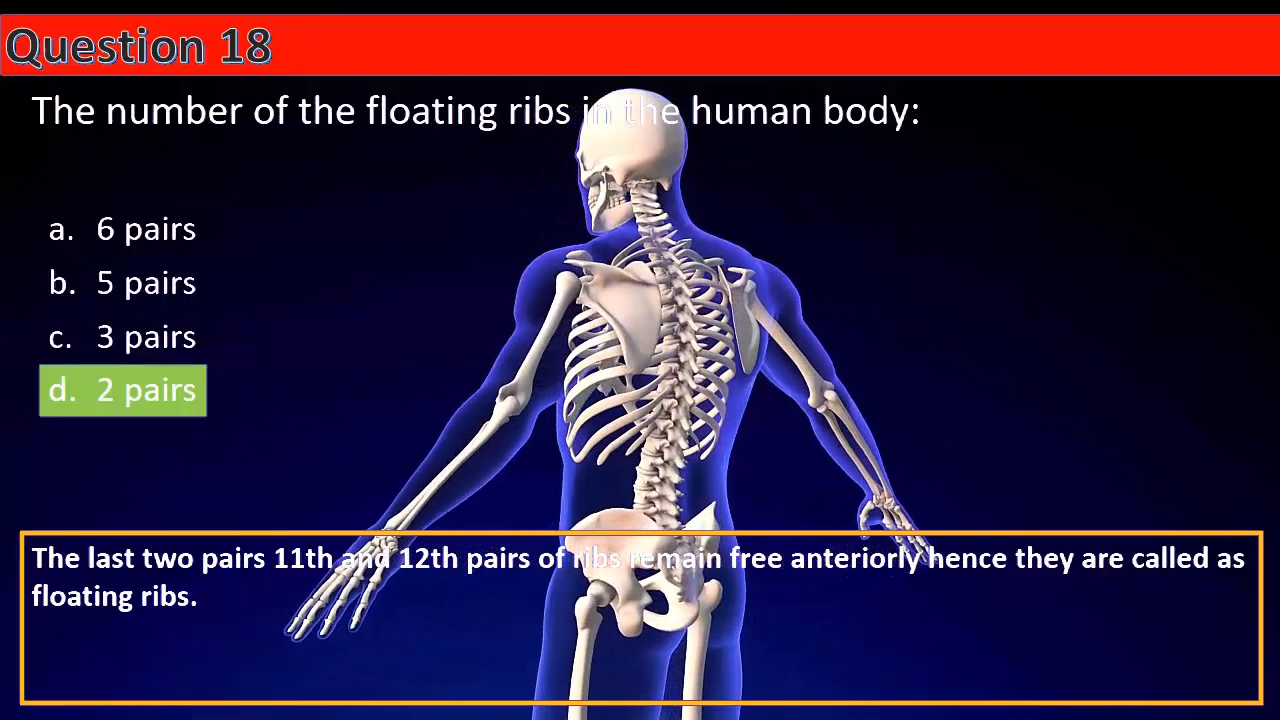 Question 18
The number of the floating ribs in the human body:
a. 6 pairs
b. 5 pairs
c. 3 pairs
d. 2 pairs
The last two pairs 11th and 12th pairs of ribs remain free anteriorly hence they are called as
floating ribs.